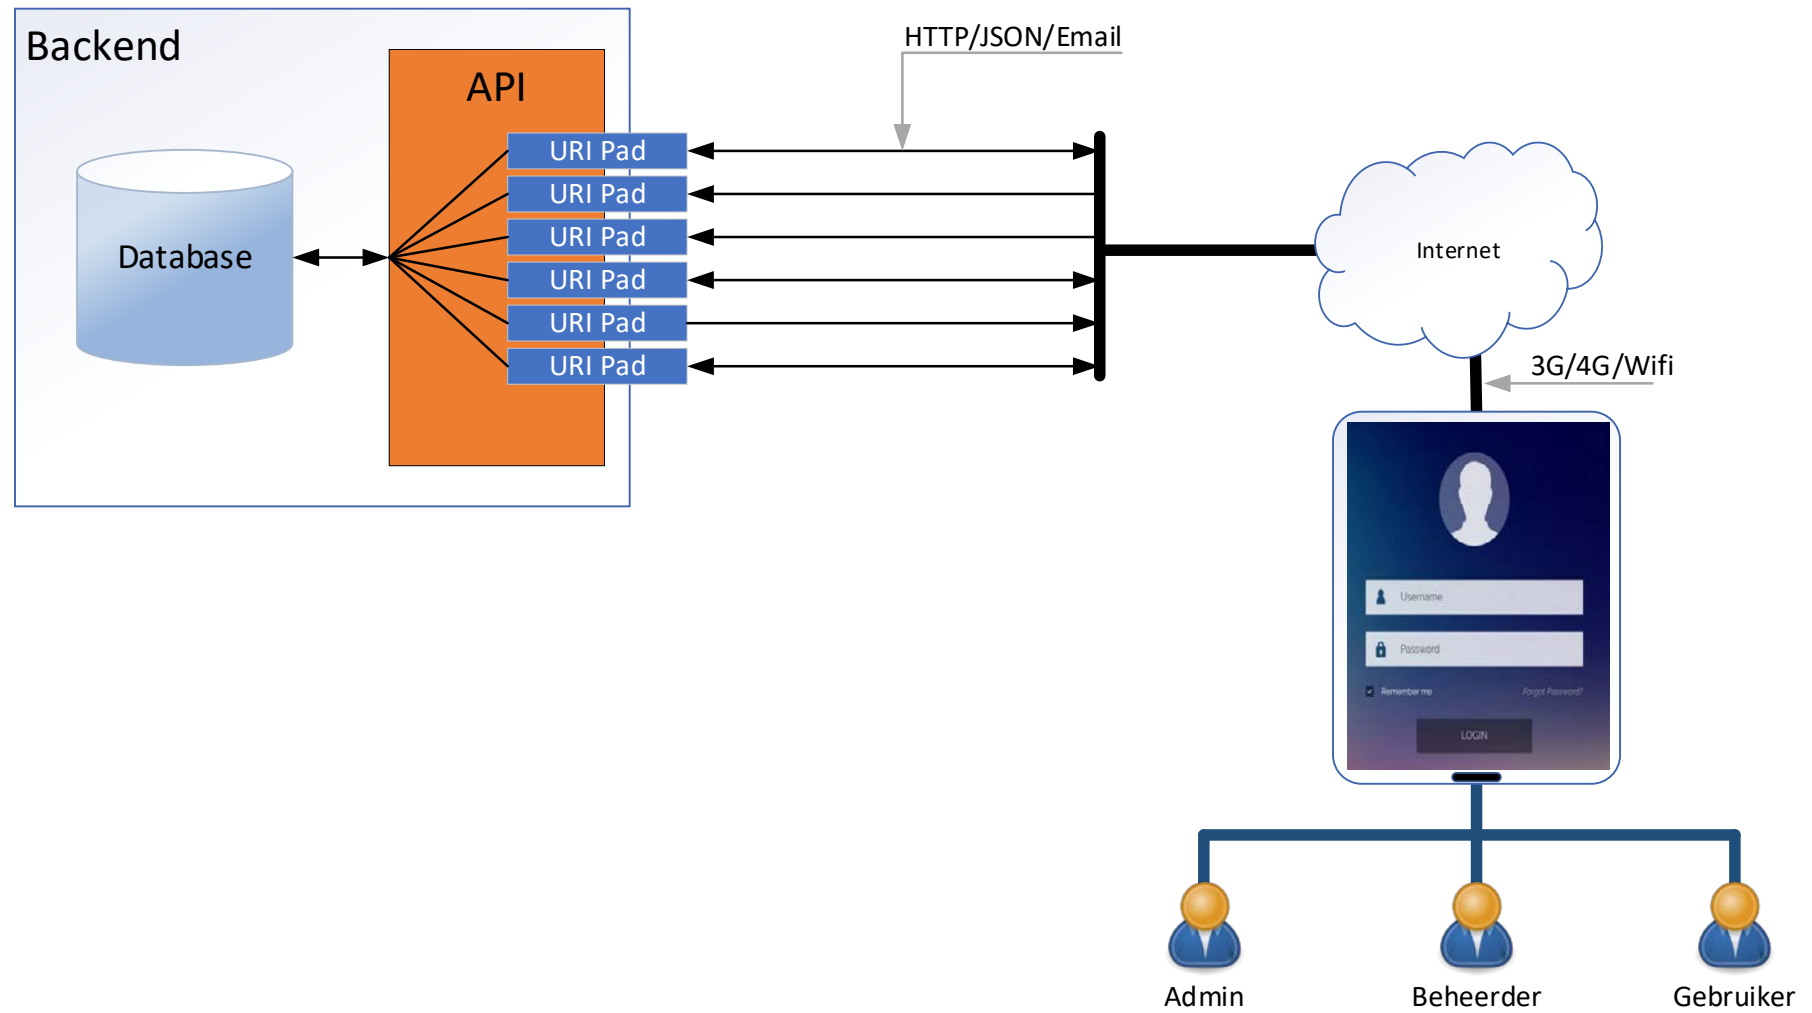 Backend
API
HTTP/JSON/Email
URI Pad
URI Pad
URI Pad
URI Pad
URI Pad
URI Pad
Database
Internet
3G/4G/Wifi
Username
Password
Remember me
Forgot Password?
LOGIN
Admin
Beheerder
Gebruiker